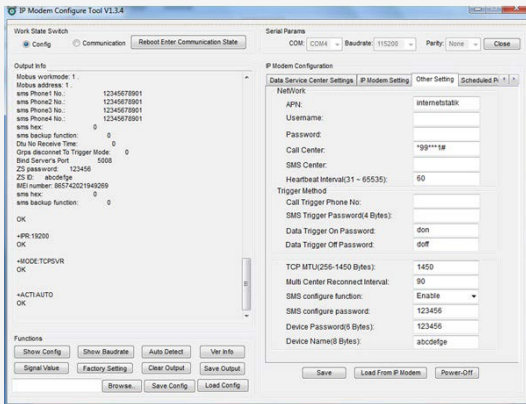 IP Modem Configure Tool V1.3.4
Work State Switch
Config
Communication
Reboot Enter Communication State
Serial Params
COM: COM4 Baudrate: 115200 Parity: None Close
Output Info
Mobus workmode: 1 .
Mobus address: 1 .
sms Phone1 No.: 12345678901
sms Phone2 No.: 12345678901
sms Phone3 No.: 12345678901
sms Phone4 No.: 12345678901
sms hex: 0
sms backup function: 0
Dtu No Receive Time: 0
Grps disconnet To Trigger Mode: 0
Bind Server's Port 5008
ZS password: 123456
ZS ID: abcdefge
IMEI number: 865742021949269
sms hex: 0
sms backup function: 0
OK
+IPR:19200
OK
+MODE:TCPSVR
OK
+ACTI:AUTO
OK
Functions
Show Config Show Baudrate Auto Detect Ver Info
Signal Value Factory Setting Clear Output Save Output
Browse.. Save Config Load Config
IP Modem Configuration
Data Service Center Settings IP Modem Setting Other Setting Scheduled P
NetWork
APN: internetstatik
Username:
Password:
Call Center: *99***1#
SMS Center:
Heartbeat Interval(31 ~ 65535): 60
Trigger Method
Call Trigger Phone No:
SMS Trigger Password(4 Bytes):
Data Trigger On Password: don
Data Trigger Off Password: doff
TCP MTU(256-1450 Bytes): 1450
Multi Center Reconnect Interval: 90
SMS configure function: Enable
SMS configure password: 123456
Device Password(6 Bytes): 123456
Device Name(8 Bytes): abcdefge
Save Load From IP Modem Power-Off